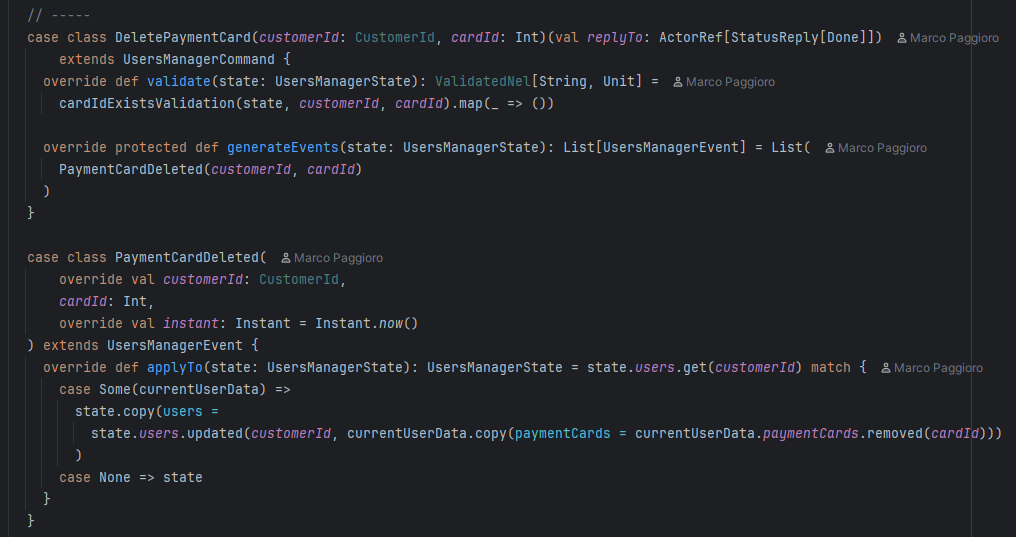 // -----
case class DeletePaymentCard(customerId: CustomerId, cardId: Int)(val replyTo: ActorRef[StatusReply[Done]]) Marco Paggioro
    extends UsersManagerCommand {
  override def validate(state: UsersManagerState): ValidatedNel[String, Unit] = Marco Paggioro
    cardIdExistsValidation(state, customerId, cardId).map(_ => ())
  override protected def generateEvents(state: UsersManagerState): List[UsersManagerEvent] = List( Marco Paggioro
    PaymentCardDeleted(customerId, cardId)
  )
}
case class PaymentCardDeleted( Marco Paggioro
    override val customerId: CustomerId,
    cardId: Int,
    override val instant: Instant = Instant.now()
) extends UsersManagerEvent {
  override def applyTo(state: UsersManagerState): UsersManagerState = state.users.get(customerId) match { Marco Paggioro
    case Some(currentUserData) =>
      state.copy(users =
        state.users.updated(customerId, currentUserData.copy(paymentCards = currentUserData.paymentCards.removed(cardId)))
      )
    case None => state
  }
}